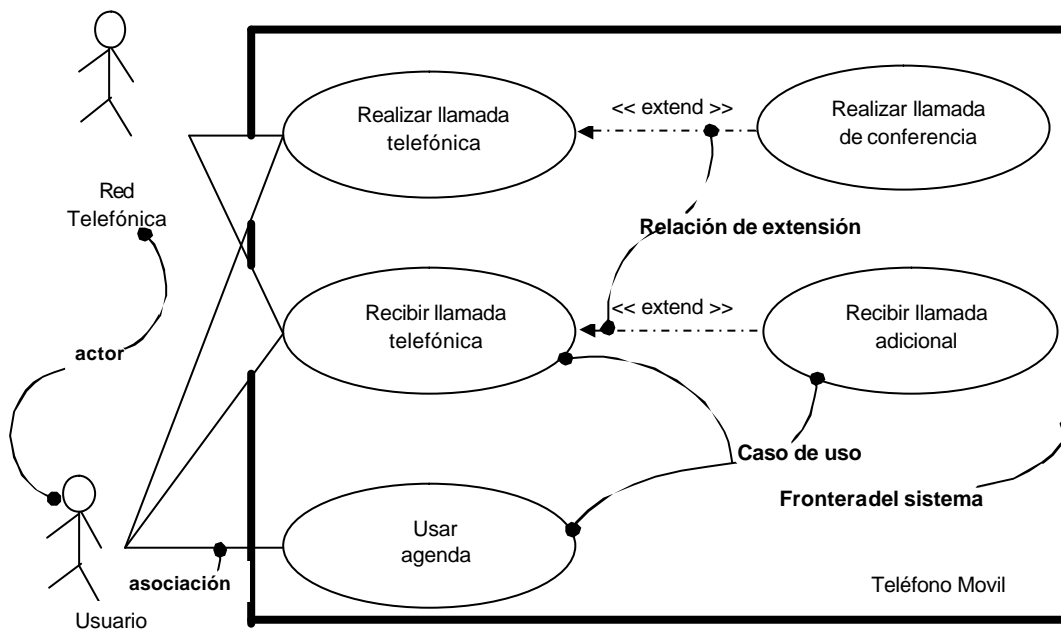 Realizar llamada
telefónica
<< extend >>
Realizar llamada
de conferencia
Red
Telefónica
Relación de extensión
Recibir llamada
telefónica
<< extend >>
Recibir llamada
adicional
actor
Caso de uso
Fronteradel sistema
Usar
agenda
asociación
Teléfono Movil
Usuario